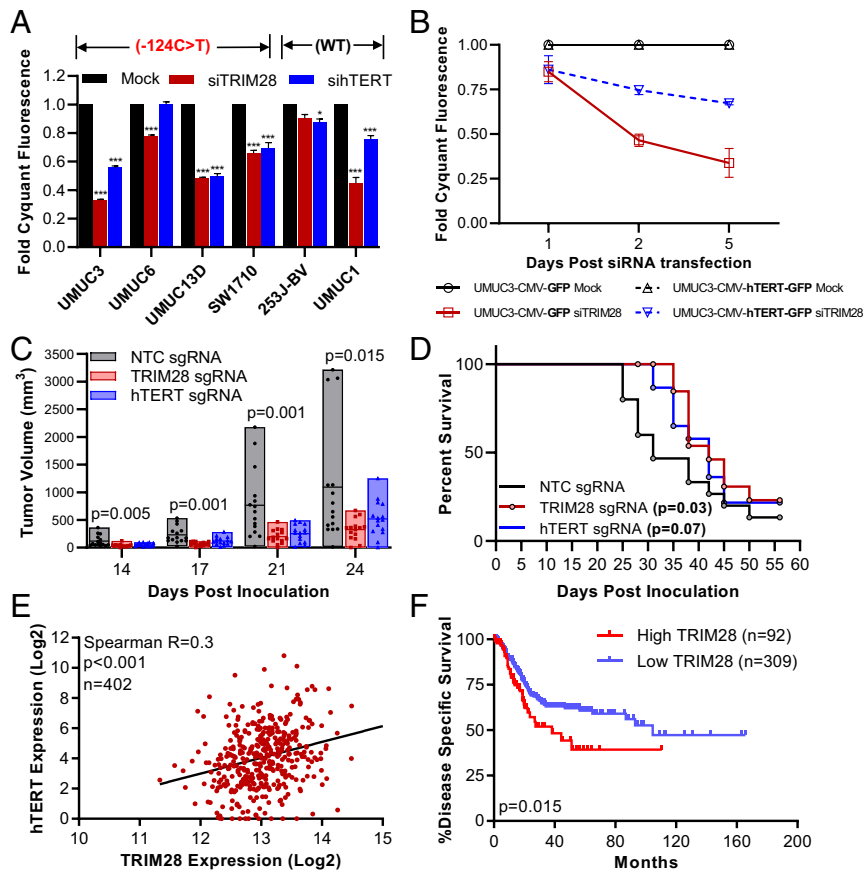 A
(-124C>T)
(WT)
Mock
siTRIM28
sihTERT
Fold Cyquant Fluorescence
1.2
1.0
0.8
0.6
0.4
0.2
0.0
***
***
***
***
***
***
***
*
***
***
UMUC3
UMUC6
UMUC13D
SW1710
253J-BV
UMUC1
B
Fold Cyquant Fluorescence
1.00
0.75
0.50
0.25
0.00
1
2
5
Days Post siRNA transfection
UMUC3-CMV-GFP Mock
UMUC3-CMV-hTERT-GFP Mock
UMUC3-CMV-GFP siTRIM28
UMUC3-CMV-hTERT-GFP siTRIM28
C
Tumor Volume (mm3)
3500
3000
2500
2000
1500
1000
500
0
NTC sgRNA
TRIM28 sgRNA
hTERT sgRNA
p=0.005
p=0.001
p=0.001
p=0.015
14
17
21
24
Days Post Inoculation
D
Percent Survival
100
50
0
NTC sgRNA
TRIM28 sgRNA (p=0.03)
hTERT sgRNA (p=0.07)
0 5 10 15 20 25 30 35 40 45 50 55 60
Days Post Inoculation
E
hTERT Expression (Log2)
12
10
8
6
4
2
0
Spearman R=0.3
p<0.001
n=402
10 11 12 13 14 15
TRIM28 Expression (Log2)
F
%Disease Specific Survival
100
75
50
25
0
High TRIM28 (n=92)
Low TRIM28 (n=309)
p=0.015
0 40 80 120 160 200
Months